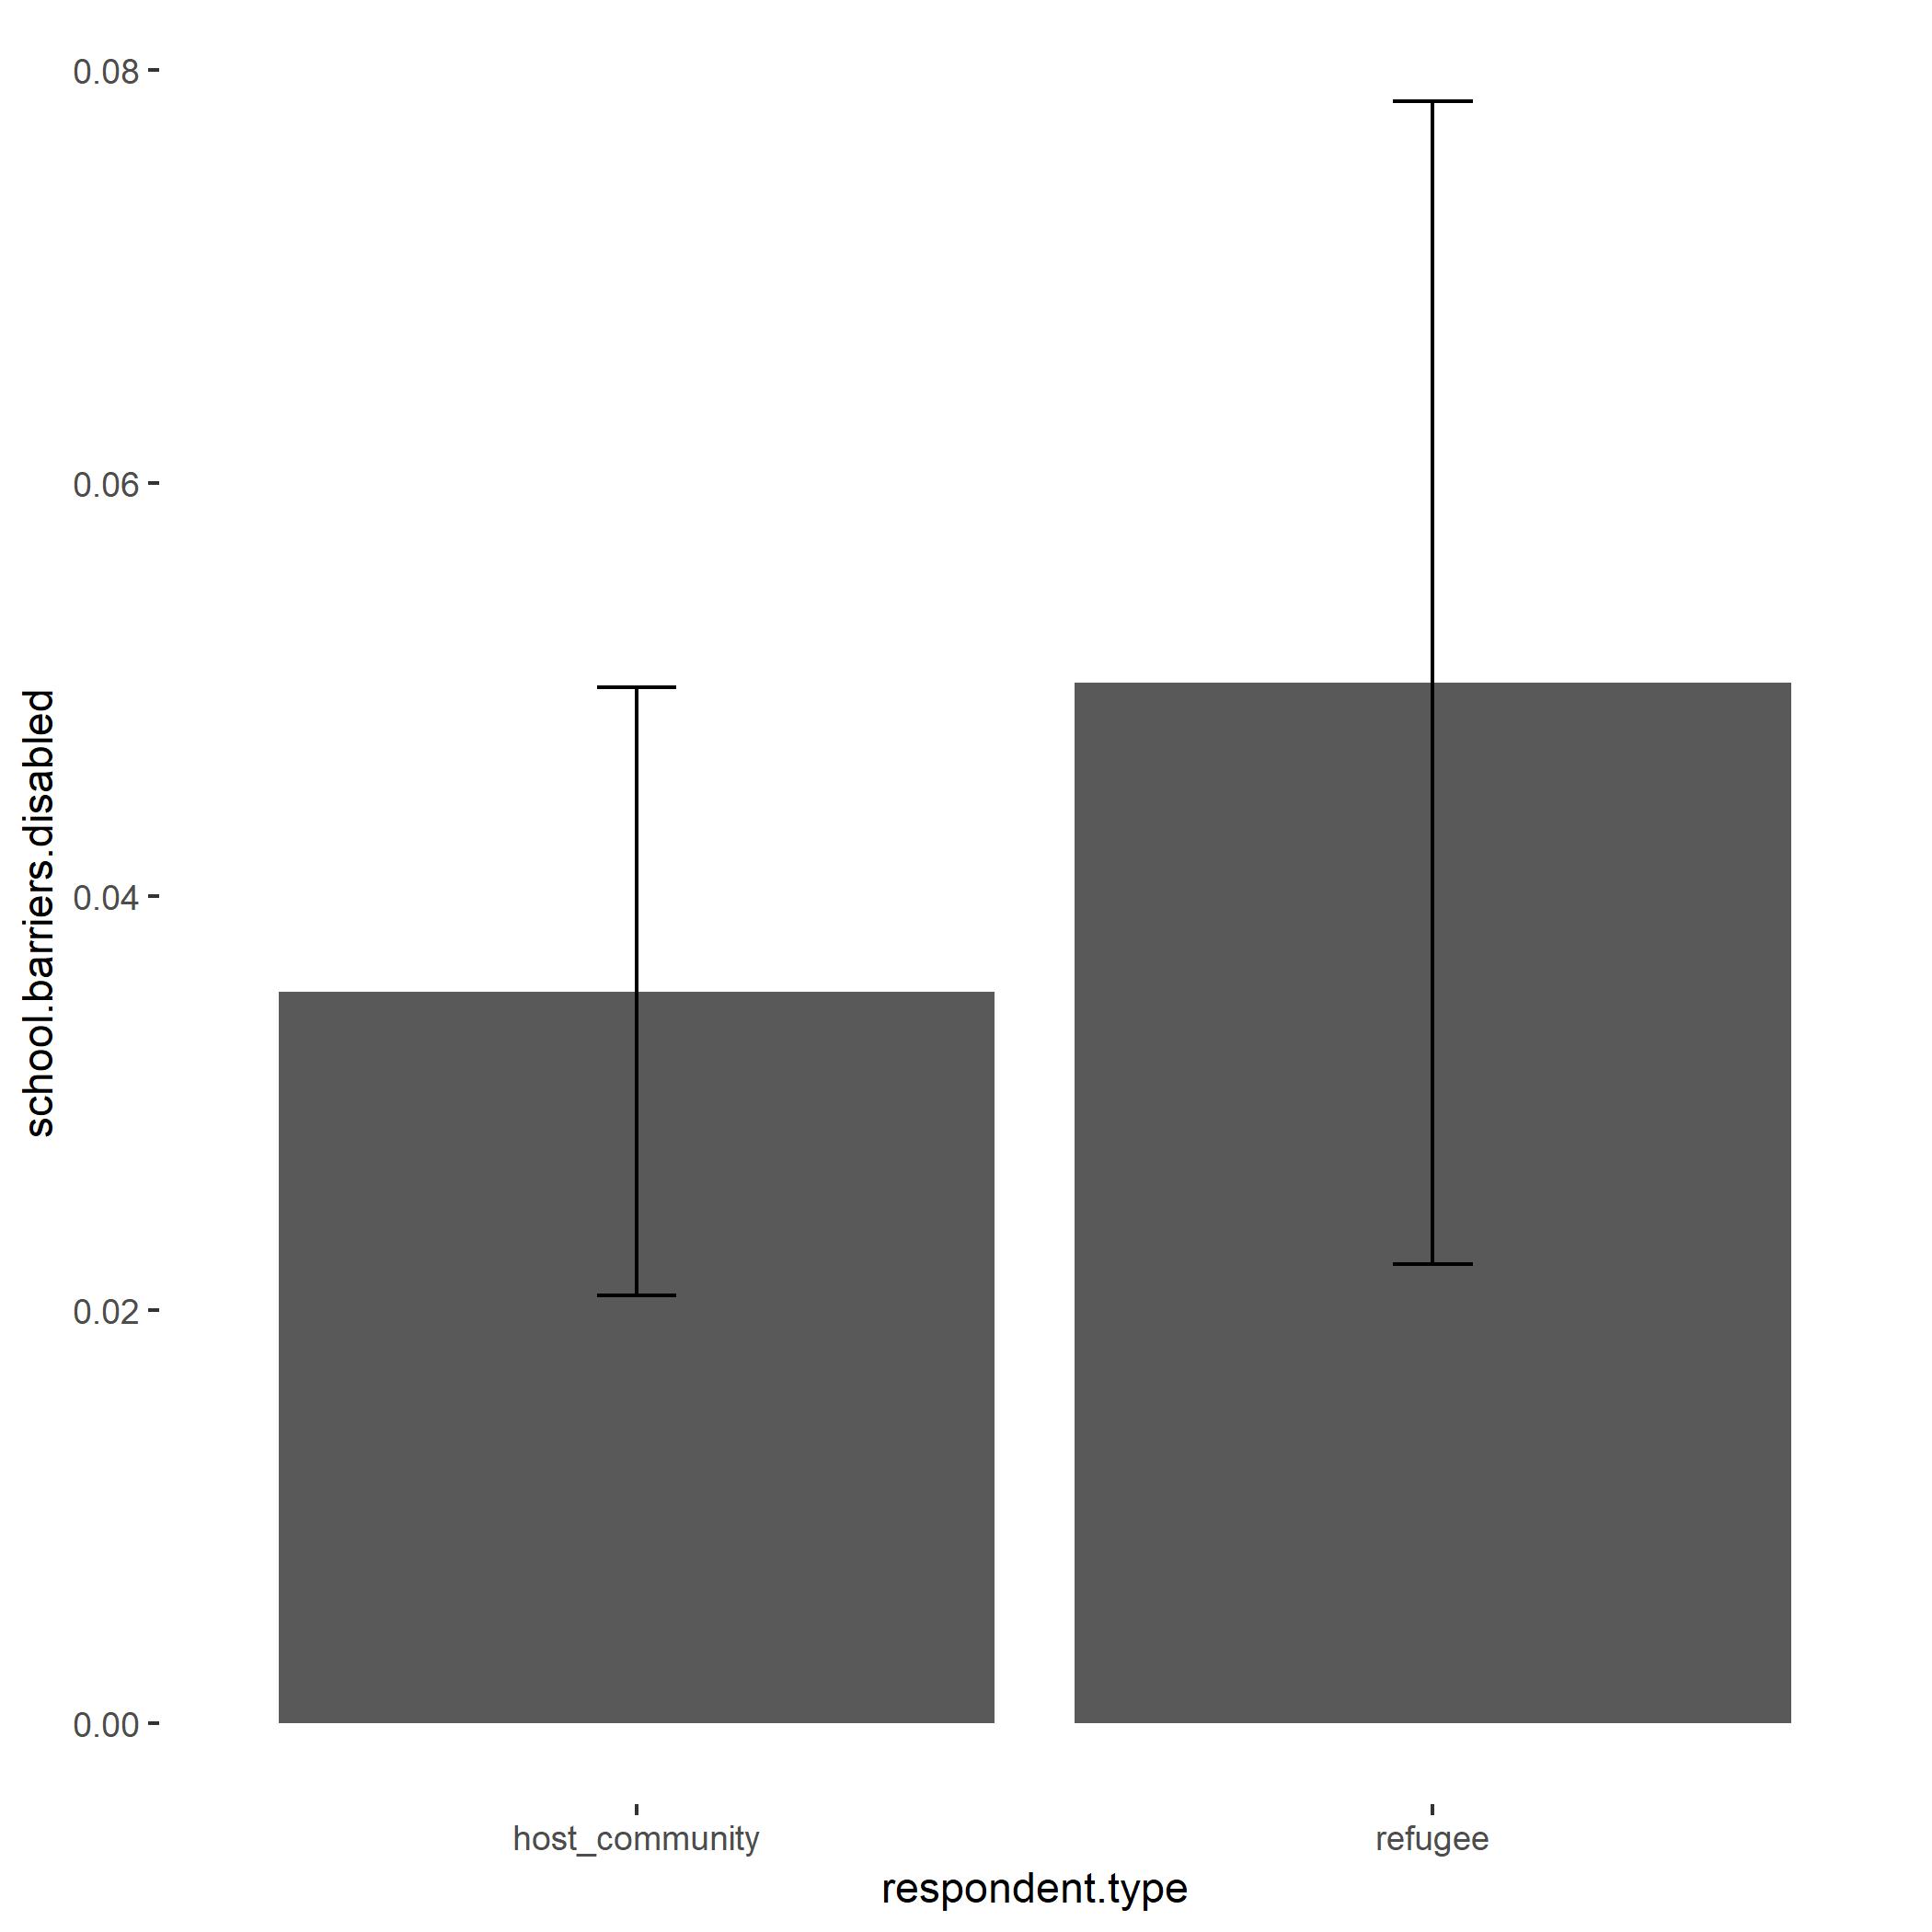 0.08
0.06
0.04
0.02
0.00
school.barriers.disabled
host_community
refugee
respondent.type